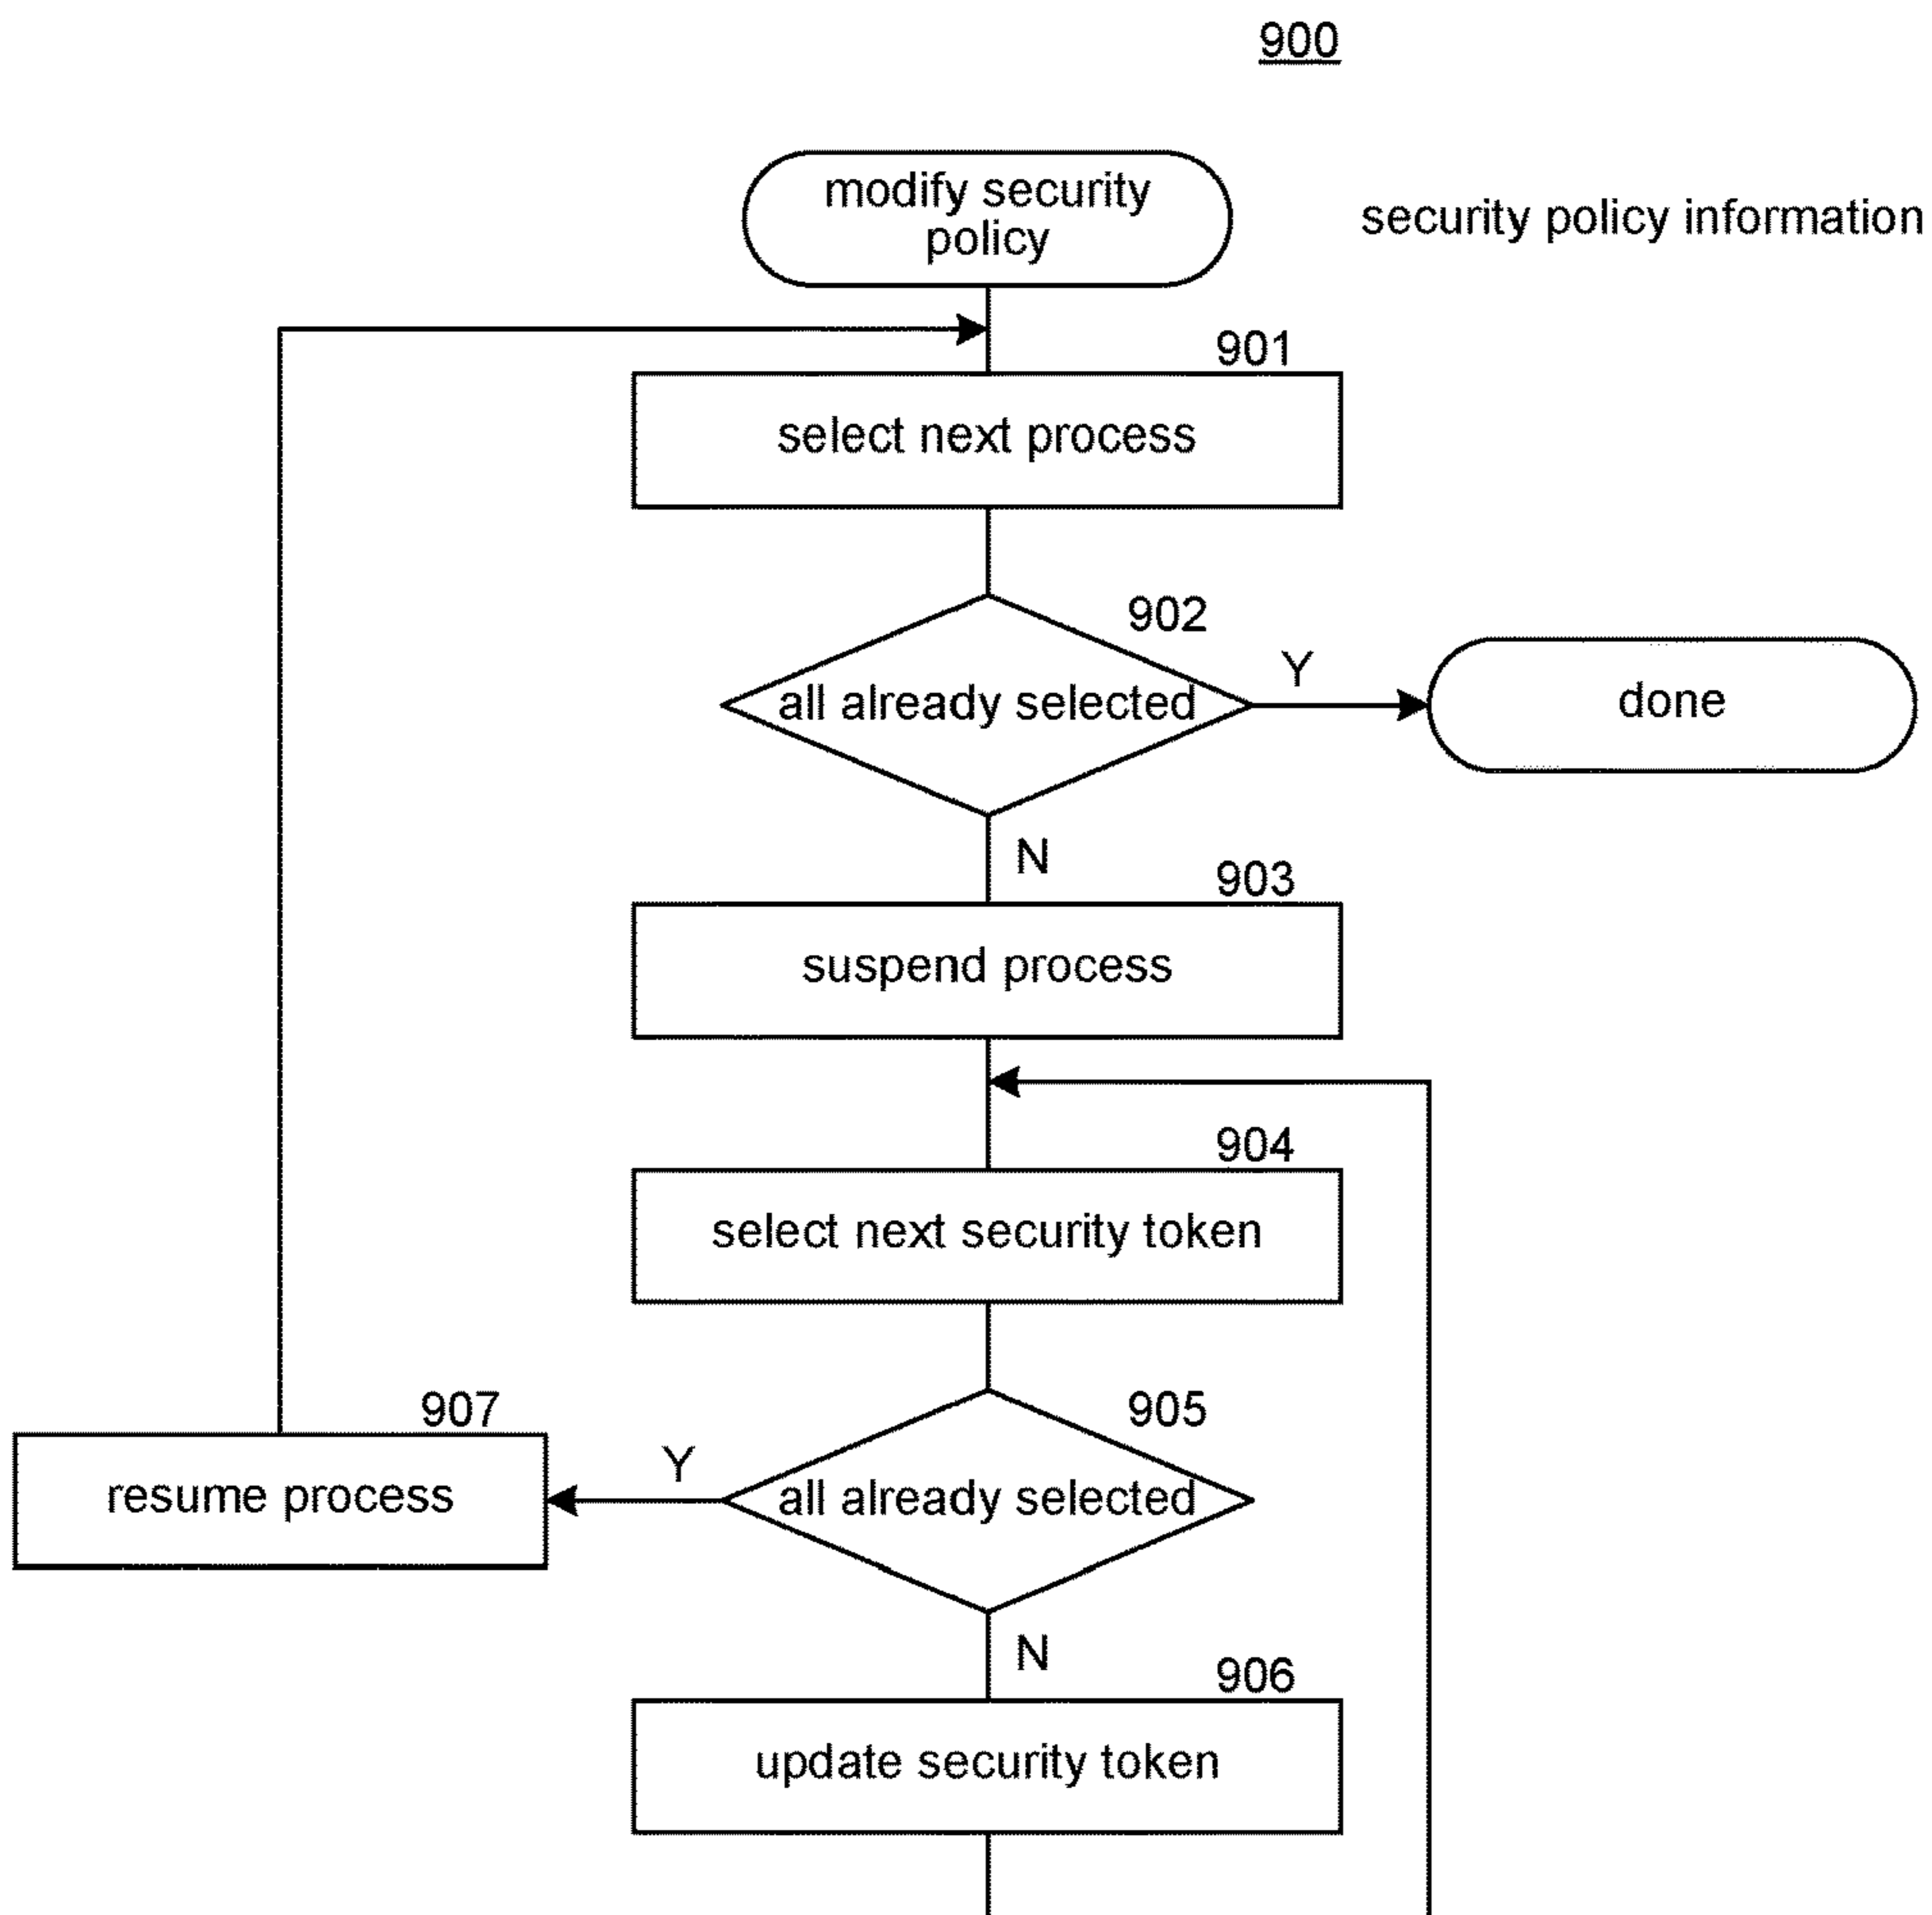 900
modify security
policy
security policy information
901
select next process
902
all already selected
Y
done
N
903
suspend process
904
select next security token
905
all already selected
Y
907
resume process
N
906
update security token